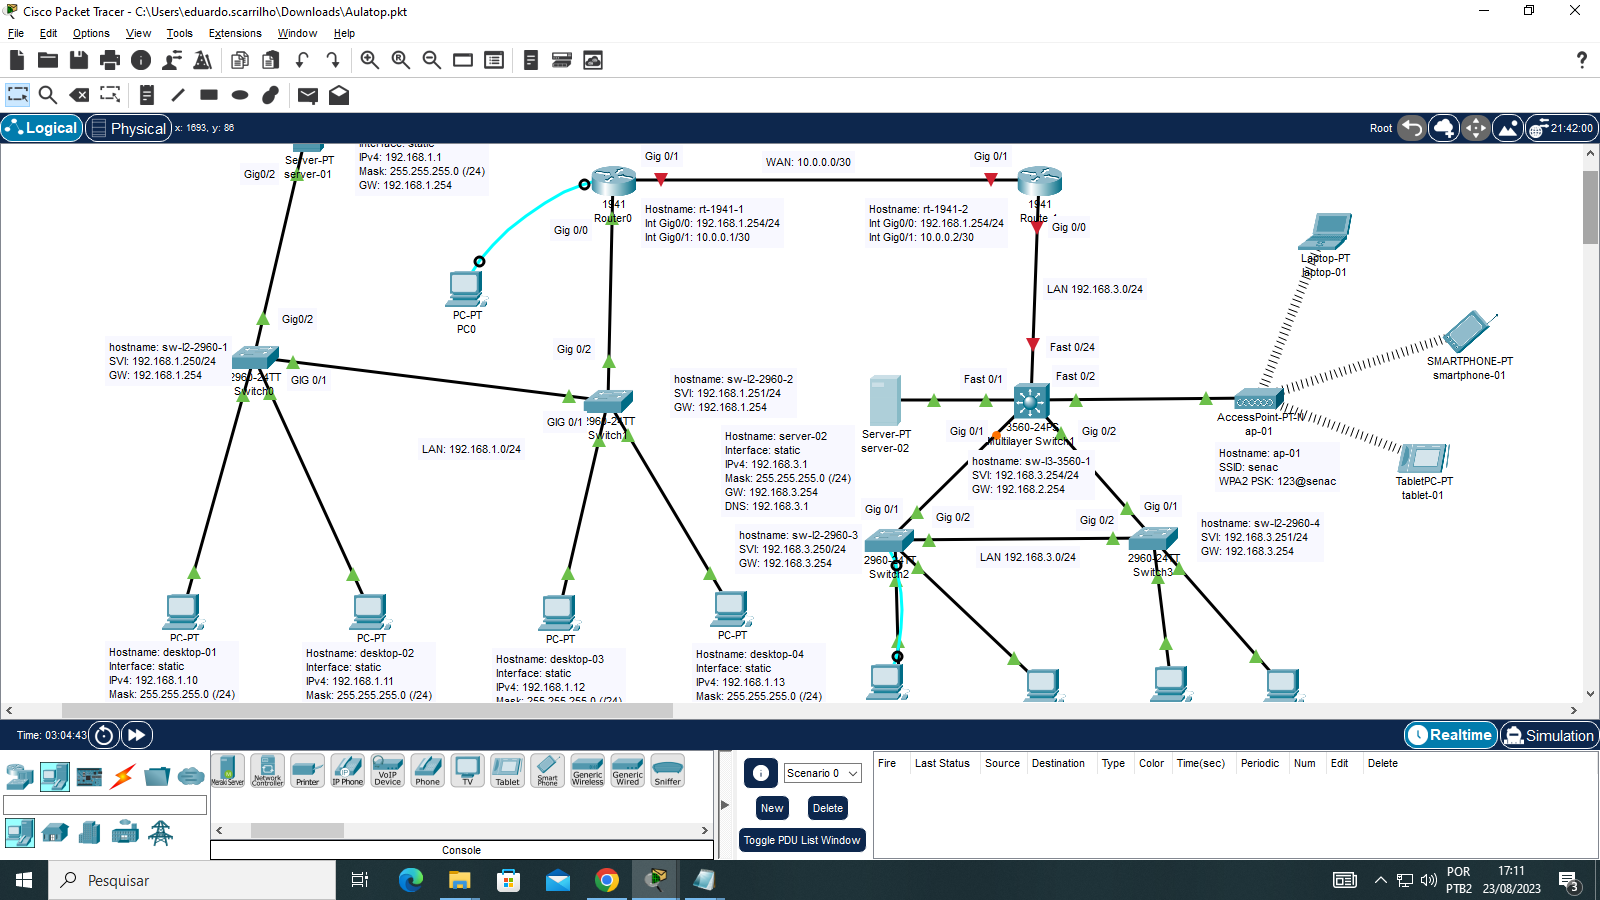 Cisco Packet Tracer - C:\Users\eduardo.scarrilho\Downloads\Aulatop.pkt
File Edit Options View Tools Extensions Window Help
?
Logical Physical x: 1693, y: 86
Root 21:42:00
Server-PT
server-01
Gig0/2
Interface: static
IPv4: 192.168.1.1
Mask: 255.255.255.0 (/24)
GW: 192.168.1.254
Gig 0/1
WAN: 10.0.0.0/30
Gig 0/1
1941
Router0
Gig 0/0
Hostname: rt-1941-1
Int Gig0/0: 192.168.1.254/24
Int Gig0/1: 10.0.0.1/30
Hostname: rt-1941-2
Int Gig0/0: 192.168.1.254/24
Int Gig0/1: 10.0.0.2/30
1941
Gig 0/0
PC-PT
PC0
LAN 192.168.3.0/24
Laptop-PT
laptop-01
SMARTPHONE-PT
smartphone-01
Gig0/2
hostname: sw-l2-2960-1
SVI: 192.168.1.250/24
GW: 192.168.1.254
2960-24TT
Switch0
GIG 0/1
Gig 0/2
GIG 0/1
2960-24TT
Switch1
hostname: sw-l2-2960-2
SVI: 192.168.1.251/24
GW: 192.168.1.254
LAN: 192.168.1.0/24
Fast 0/24
Fast 0/1
Fast 0/2
Server-PT
server-02
Gig 0/1
3560-24PS
Multilayer Switch1
Gig 0/2
AccessPoint-PT-N
ap-01
Hostname: ap-01
SSID: senac
WPA2 PSK: 123@senac
TabletPC-PT
tablet-01
Hostname: server-02
Interface: static
IPv4: 192.168.3.1
Mask: 255.255.255.0 (/24)
GW: 192.168.3.254
DNS: 192.168.3.1
hostname: sw-l3-3560-1
SVI: 192.168.3.254/24
GW: 192.168.2.254
Gig 0/1
Gig 0/2
Gig 0/2
Gig 0/1
hostname: sw-l2-2960-3
SVI: 192.168.3.250/24
GW: 192.168.3.254
2960-24TT
Switch2
LAN 192.168.3.0/24
2960-24TT
Switch3
hostname: sw-l2-2960-4
SVI: 192.168.3.251/24
GW: 192.168.3.254
PC-PT
Hostname: desktop-01
Interface: static
IPv4: 192.168.1.10
Mask: 255.255.255.0 (/24)
PC-PT
Hostname: desktop-02
Interface: static
IPv4: 192.168.1.11
Mask: 255.255.255.0 (/24)
PC-PT
Hostname: desktop-03
Interface: static
IPv4: 192.168.1.12
Mask: 255.255.255.0 (/24)
PC-PT
Hostname: desktop-04
Interface: static
IPv4: 192.168.1.13
Mask: 255.255.255.0 (/24)
Time: 03:04:43
Realtime Simulation
Meraki Server
Network Controller
Printer
IP Phone
VoIP Device
Phone
TV
Tablet
Smart Phone
Generic Wireless
Generic Wired
Sniffer
Console
Scenario 0
New Delete
Toggle PDU List Window
Fire Last Status Source Destination Type Color Time(sec) Periodic Num Edit Delete
Pesquisar
POR
PTB2
17:11
23/08/2023
3